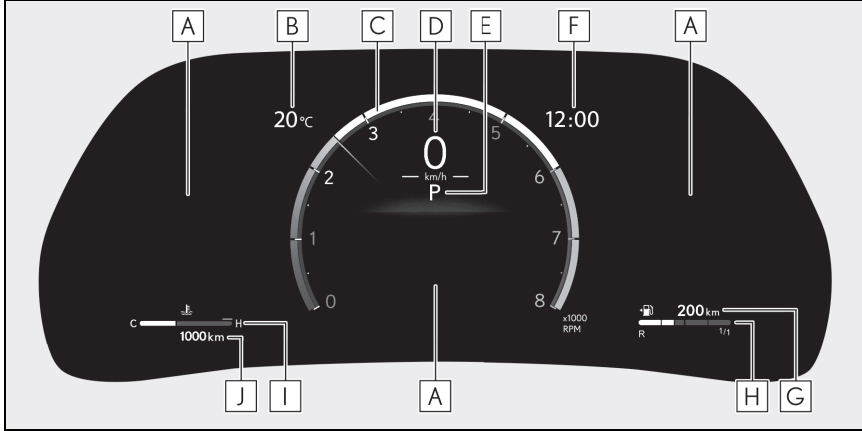 A B C D E F A
20°C 12:00
0 1 2 3 4 5 6 7 8
0
km/h
P
x1000
RPM
C H
1000 km
200 km
R 1/1
J I A H G